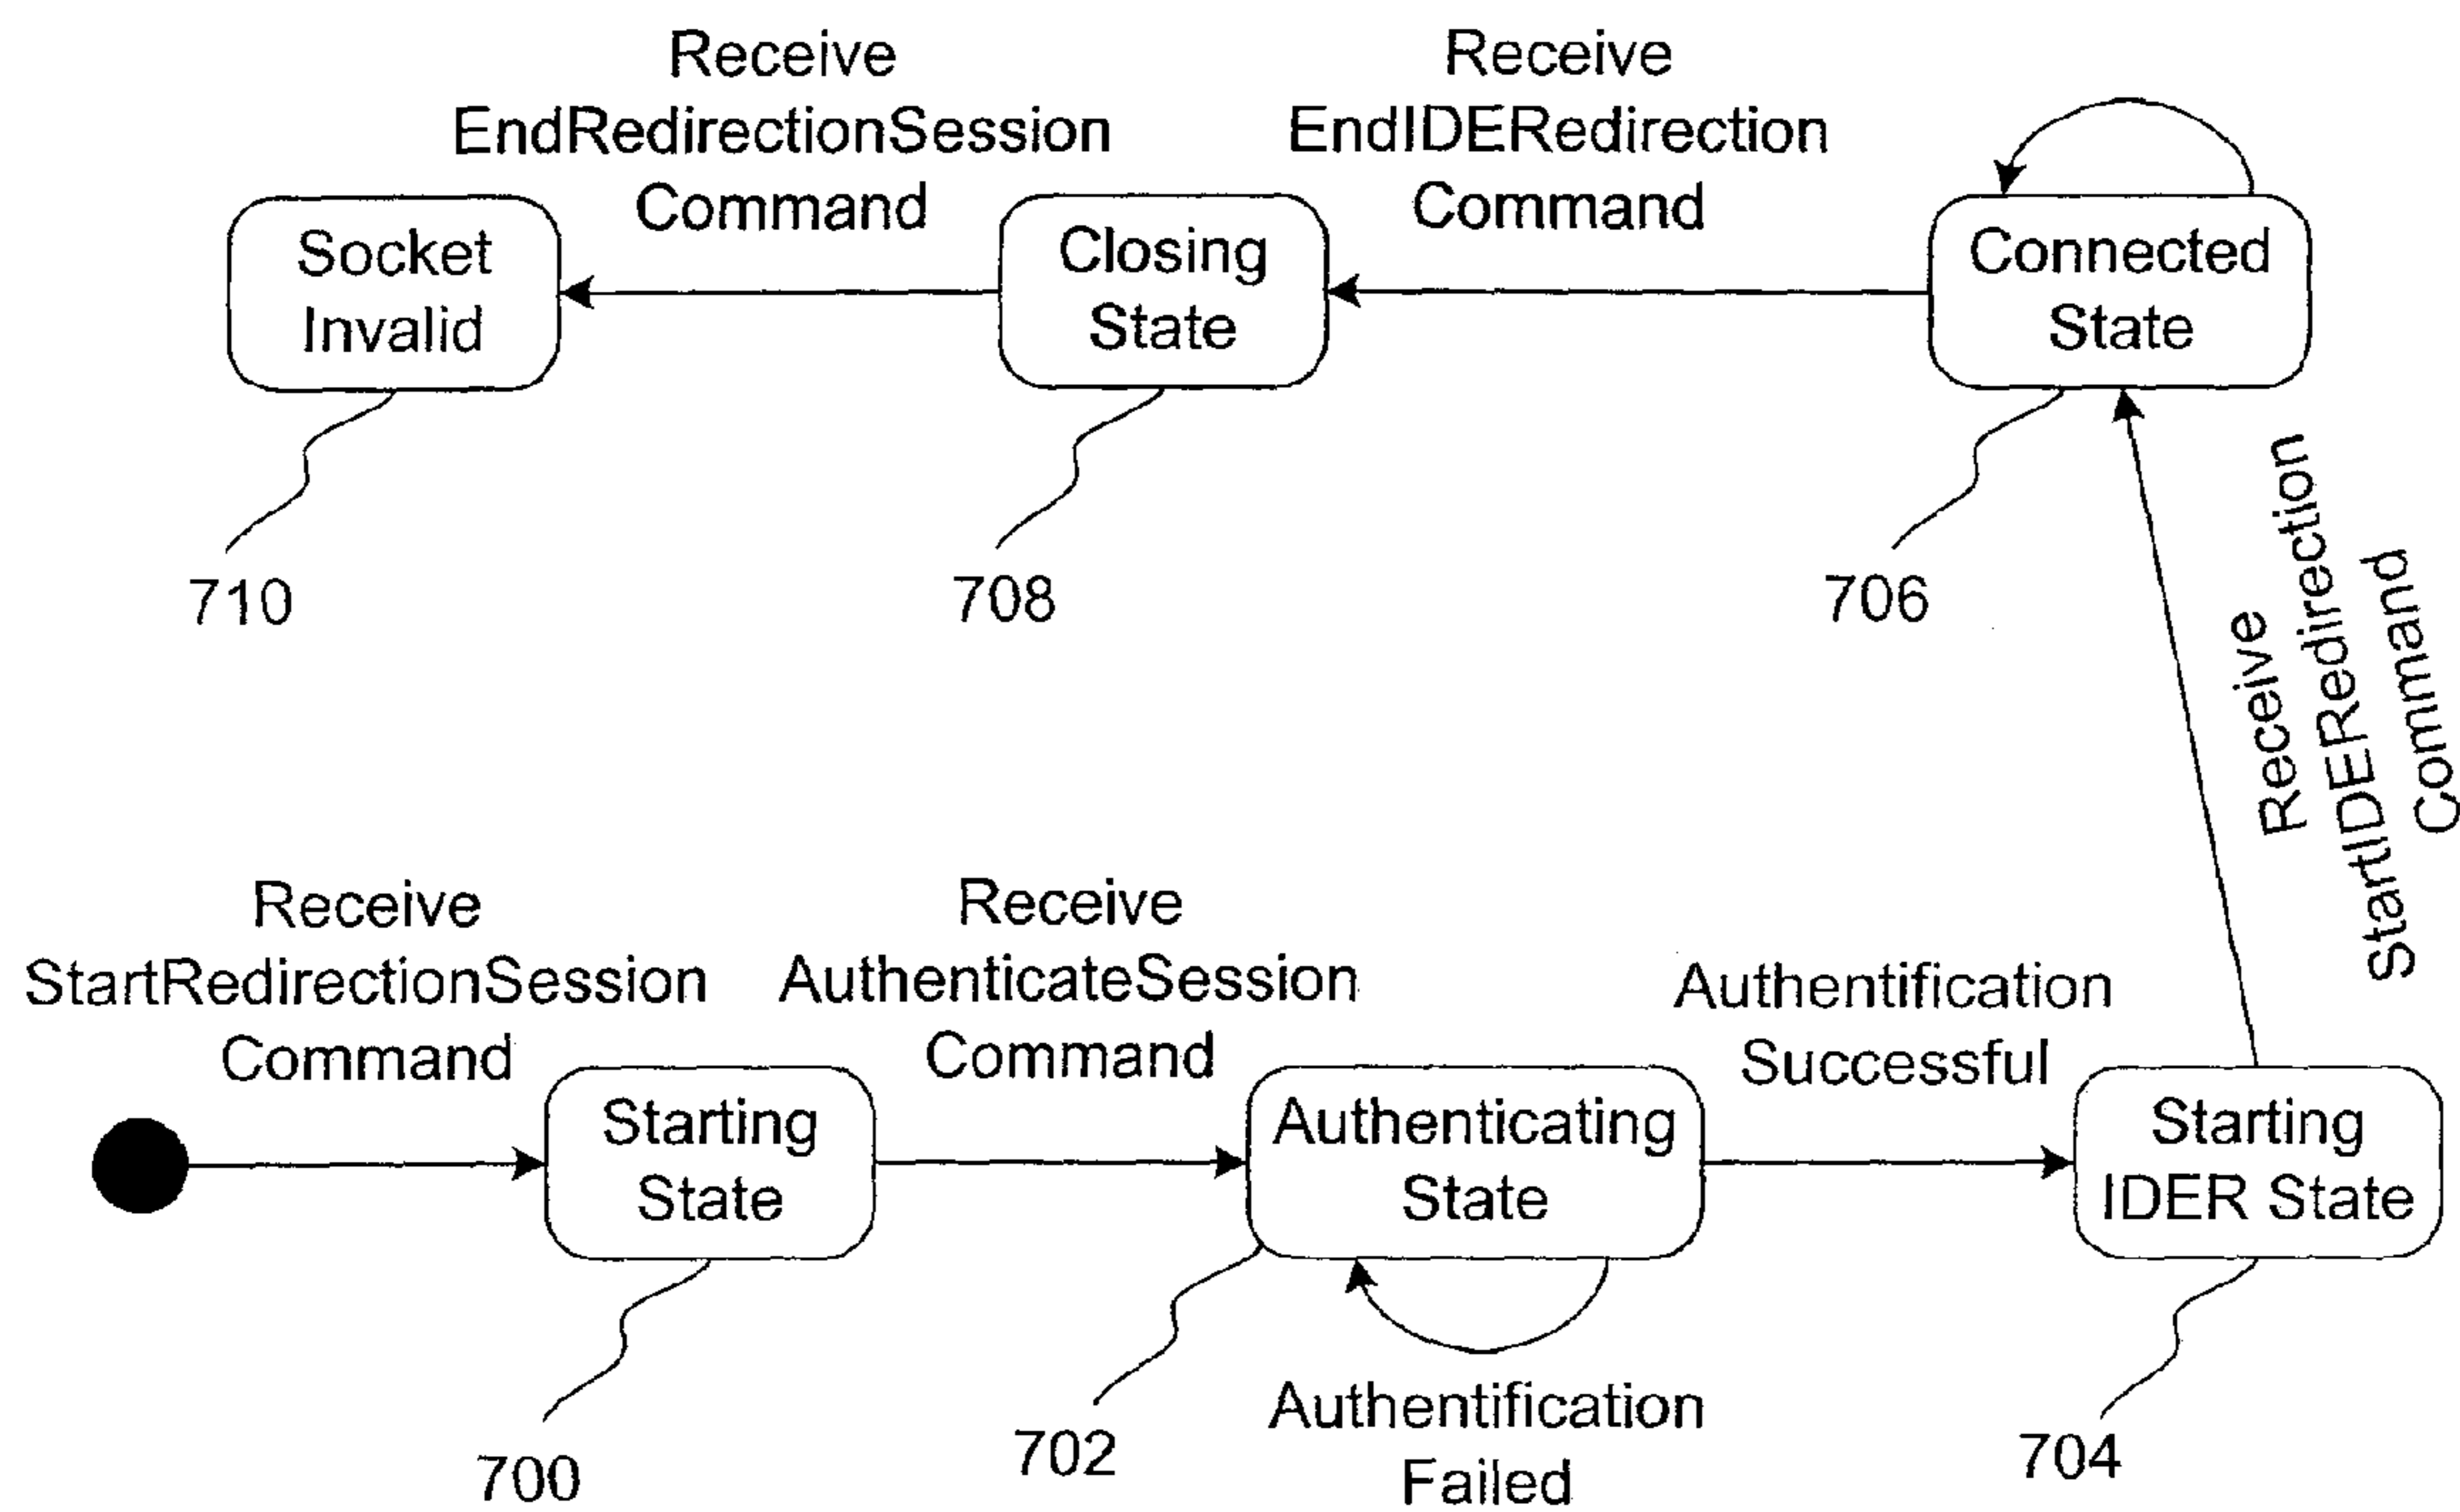 Receive
EndRedirectionSession
Command
Receive
EndIDERedirection
Command
Socket
Invalid
Closing
State
Connected
State
710
708
706
Receive
StartIDERedirection
Command
Receive
StartRedirectionSession
Command
Receive
AuthenticateSession
Command
Authentification
Successful
Starting
State
Authenticating
State
Starting
IDER State
700
702
Authentification
Failed
704